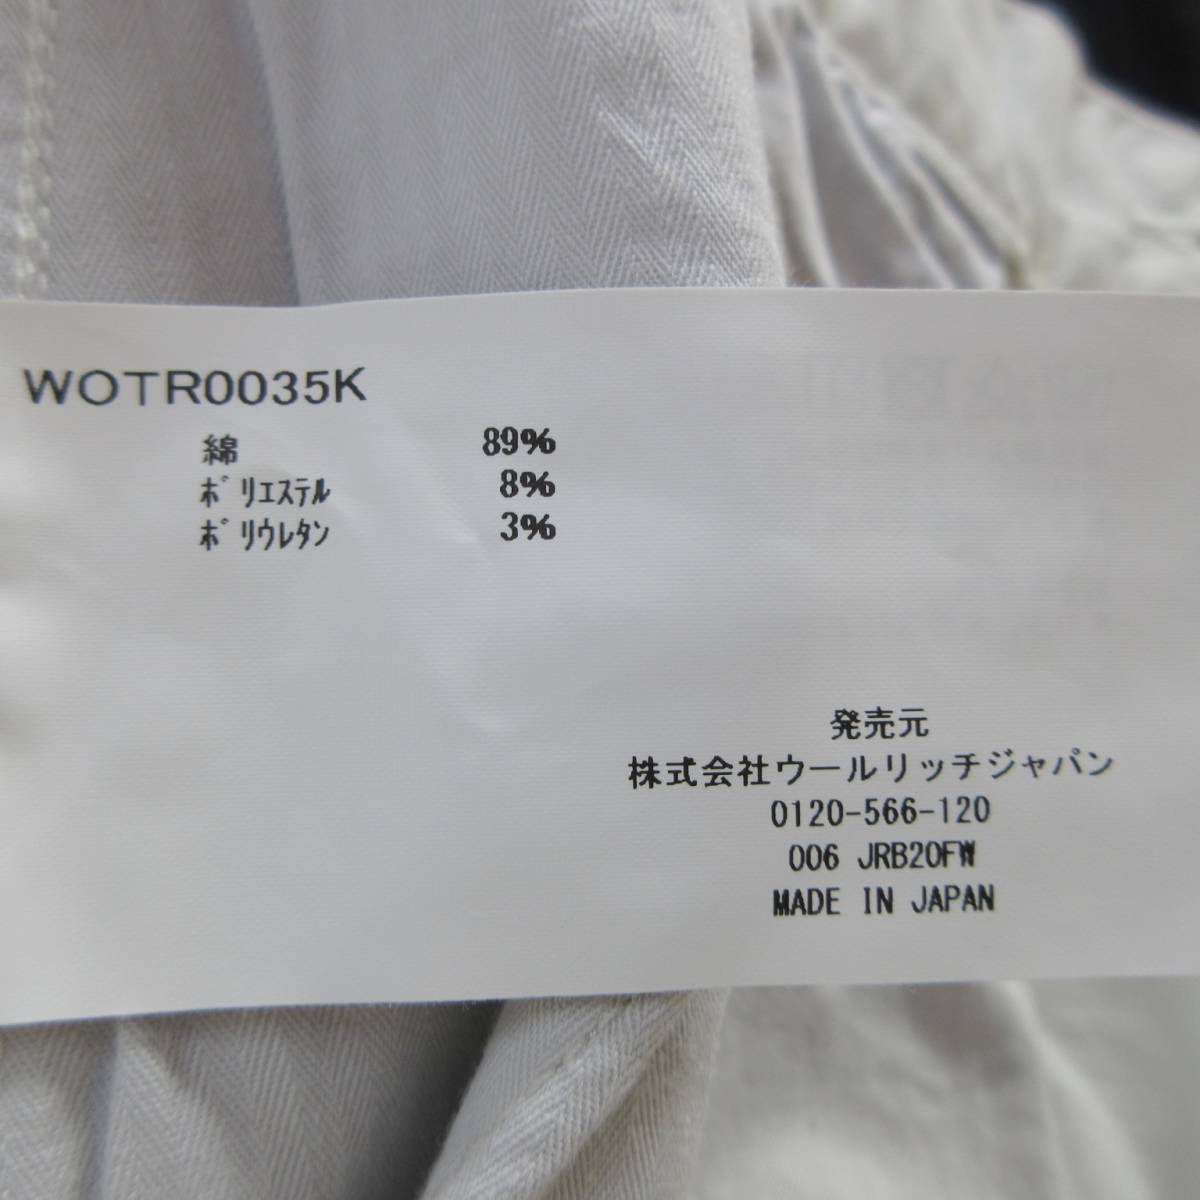 WOTR0035K
綿 89%
ポリエステル 8%
ポリウレタン 3%
発売元
株式会社ウールリッチジャパン
0120-566-120
006 JRB20FW
MADE IN JAPAN